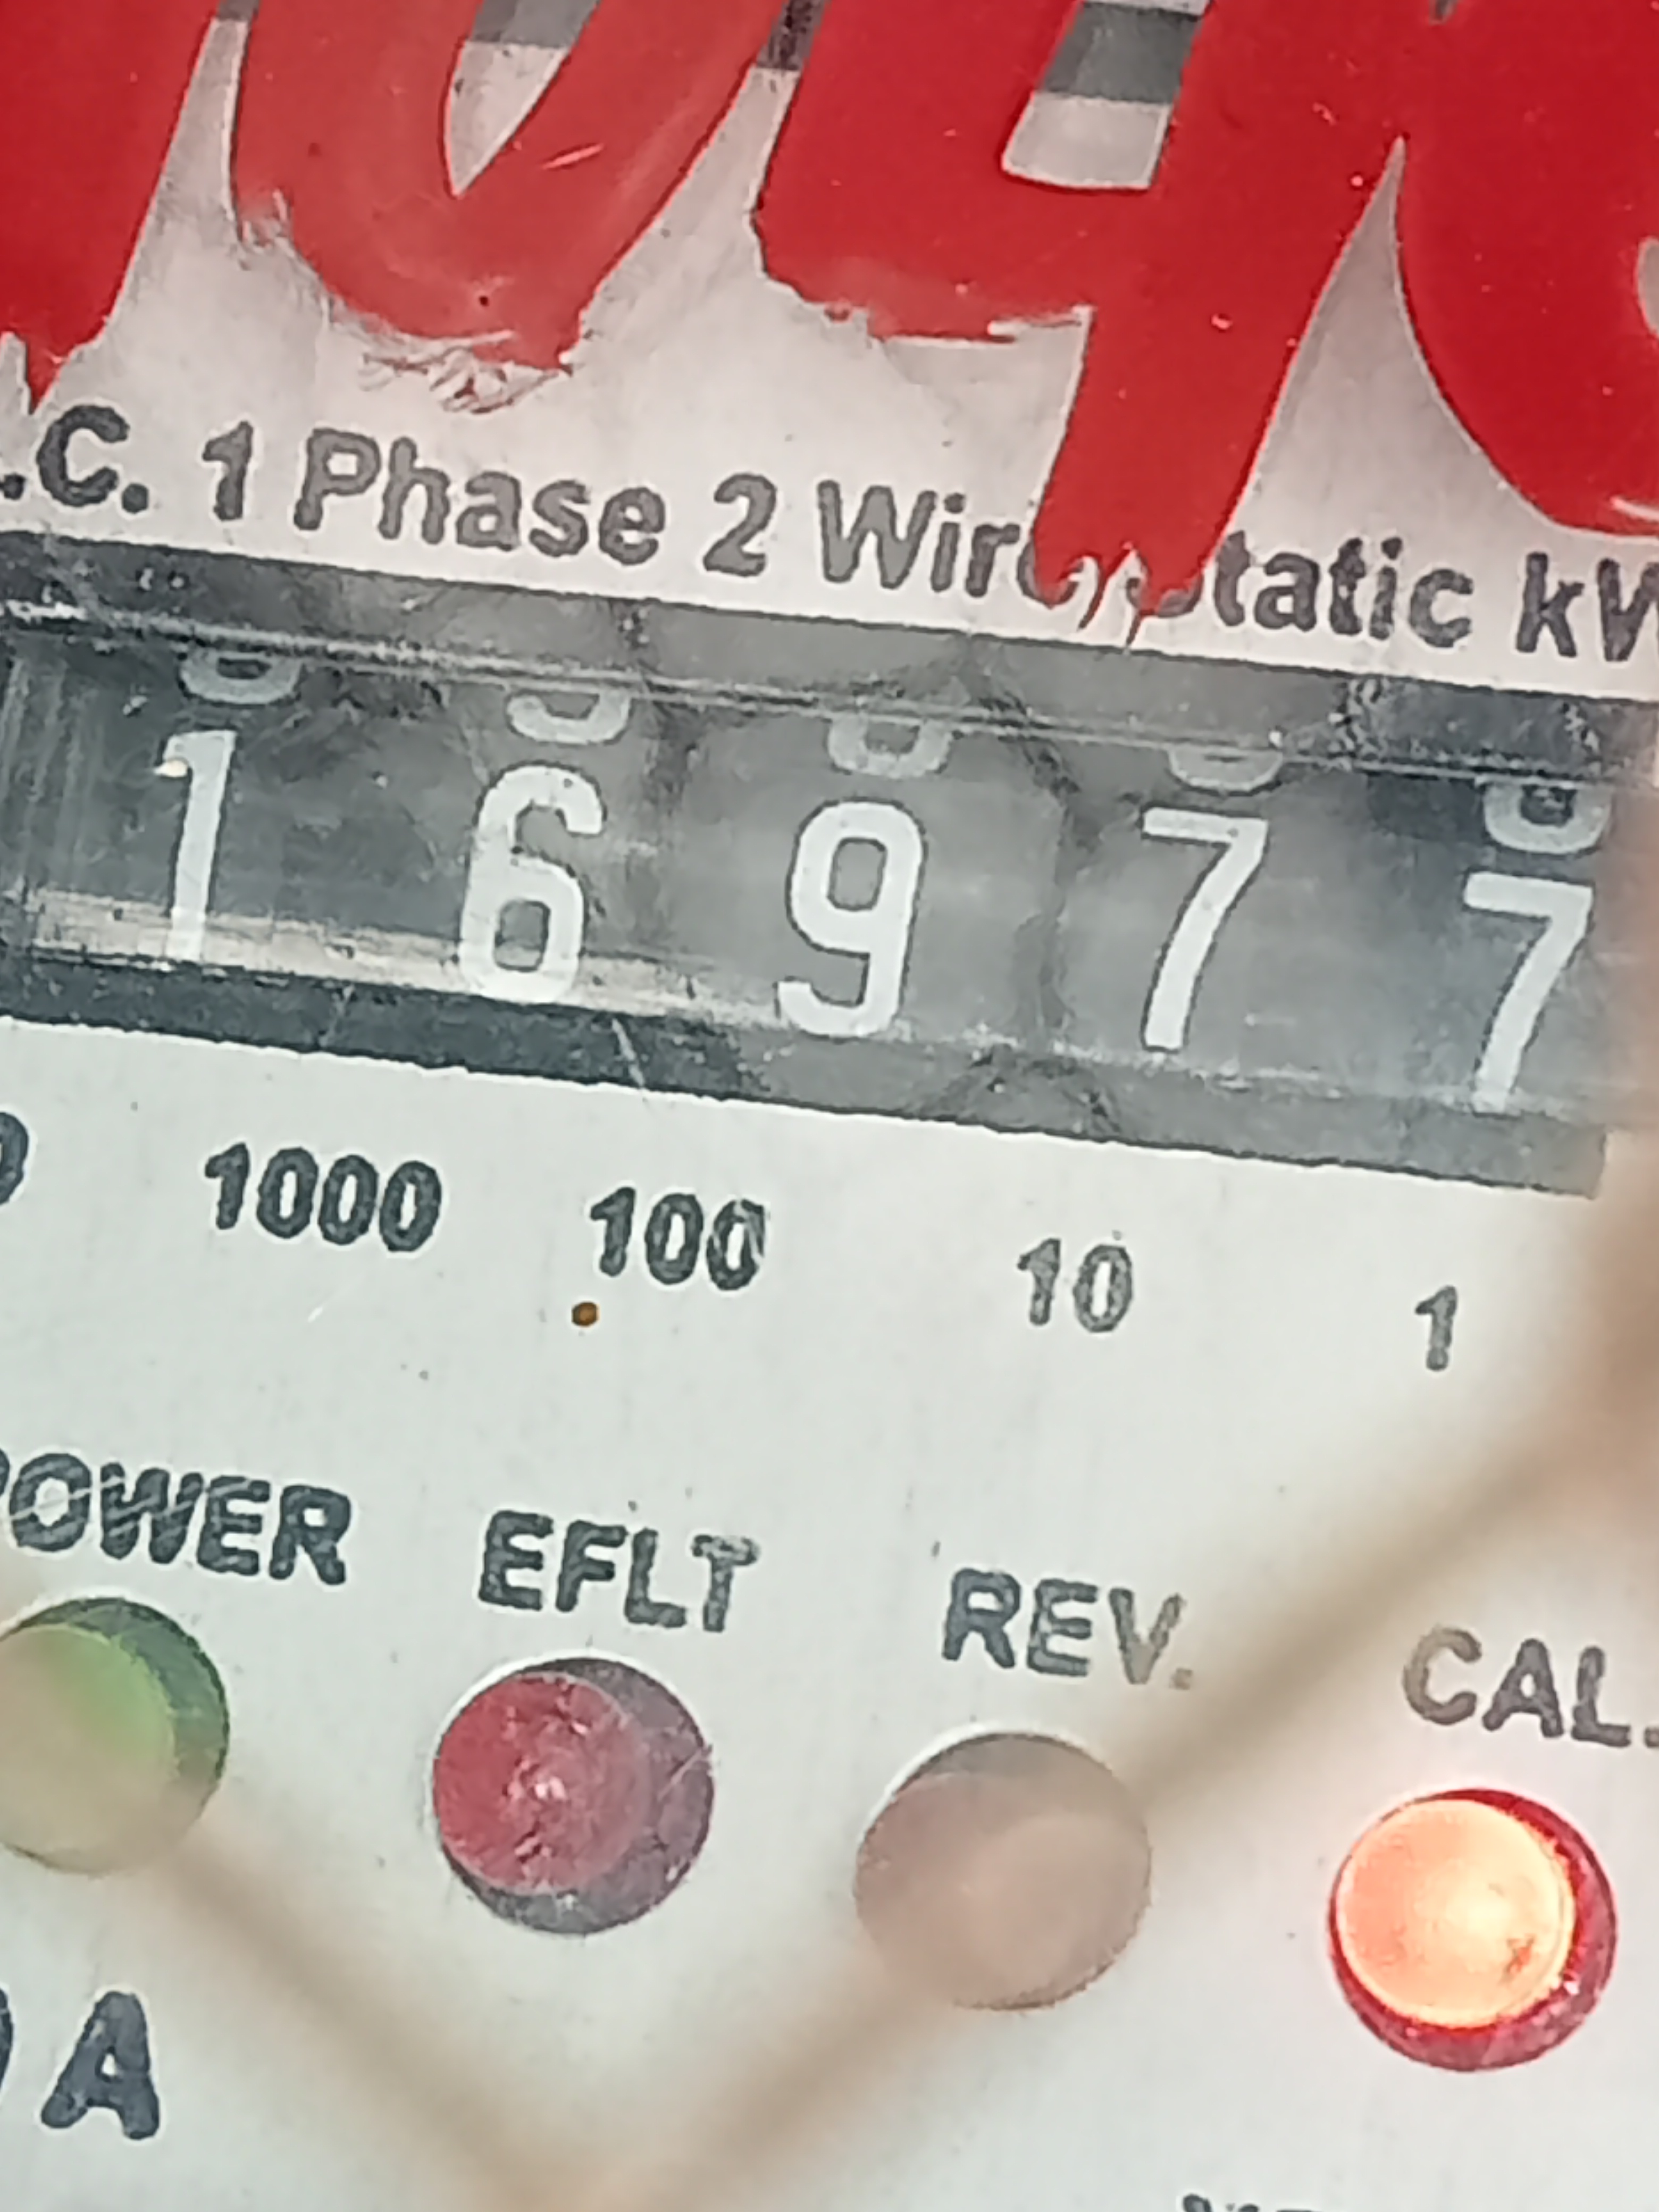 .C. 1 Phase 2 Wire, Static kW
1 6 9 7 7
1000 100 10 1
POWER EFLT REV. CAL.
A